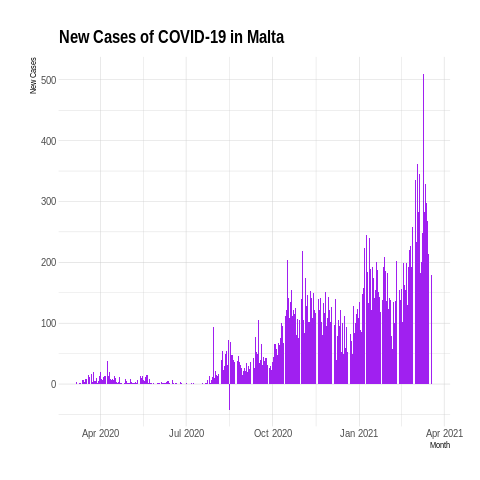 New Cases of COVID-19 in Malta
New Cases
500
400
300
200
100
0
Apr 2020
Jul 2020
Oct 2020
Jan 2021
Apr 2021
Month